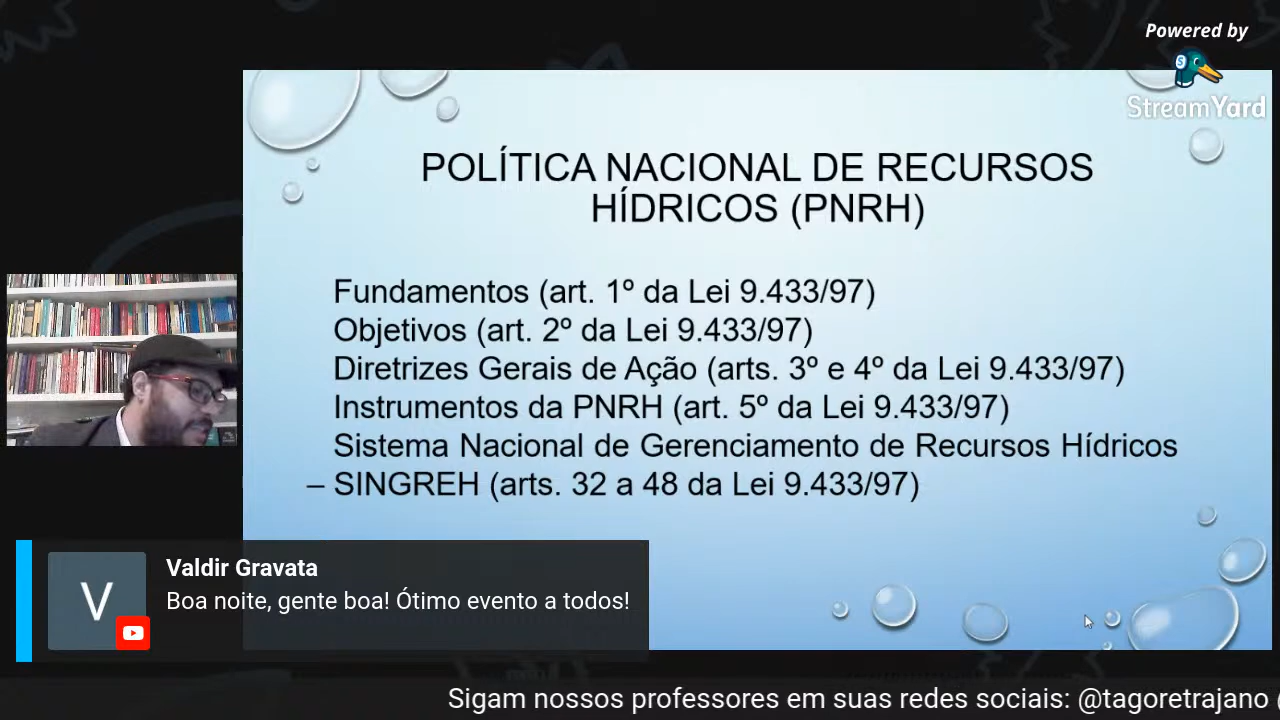 Powered by
StreamYard
POLÍTICA NACIONAL DE RECURSOS
HÍDRICOS (PNRH)
Fundamentos (art. 1º da Lei 9.433/97)
Objetivos (art. 2º da Lei 9.433/97)
Diretrizes Gerais de Ação (arts. 3º e 4º da Lei 9.433/97)
Instrumentos da PNRH (art. 5º da Lei 9.433/97)
Sistema Nacional de Gerenciamento de Recursos Hídricos
– SINGREH (arts. 32 a 48 da Lei 9.433/97)
V
Valdir Gravata
Boa noite, gente boa! Ótimo evento a todos!
Sigam nossos professores em suas redes sociais: @tagoretrajano